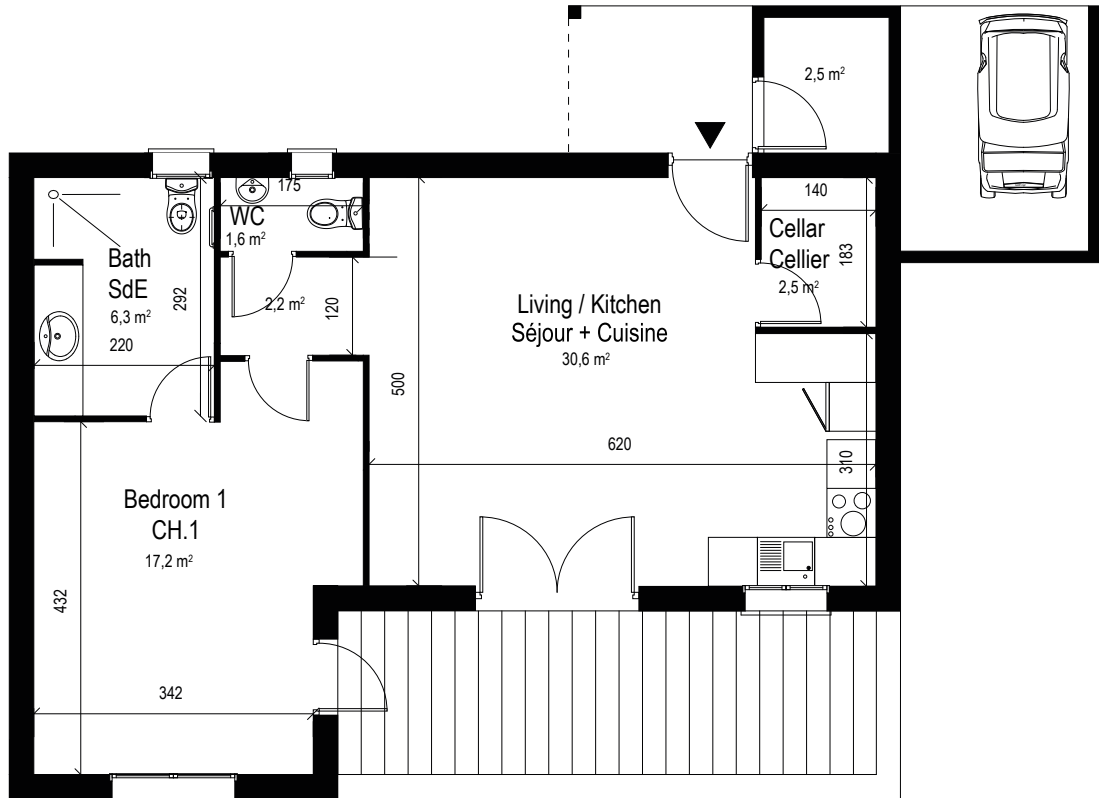 2,5 m²
175
WC
1,6 m²
140
Cellar
Cellier
2,5 m²
183
Bath
SdE
6,3 m²
220
292
2,2 m²
120
Living / Kitchen
Séjour + Cuisine
30,6 m²
500
620
310
Bedroom 1
CH.1
17,2 m²
432
342